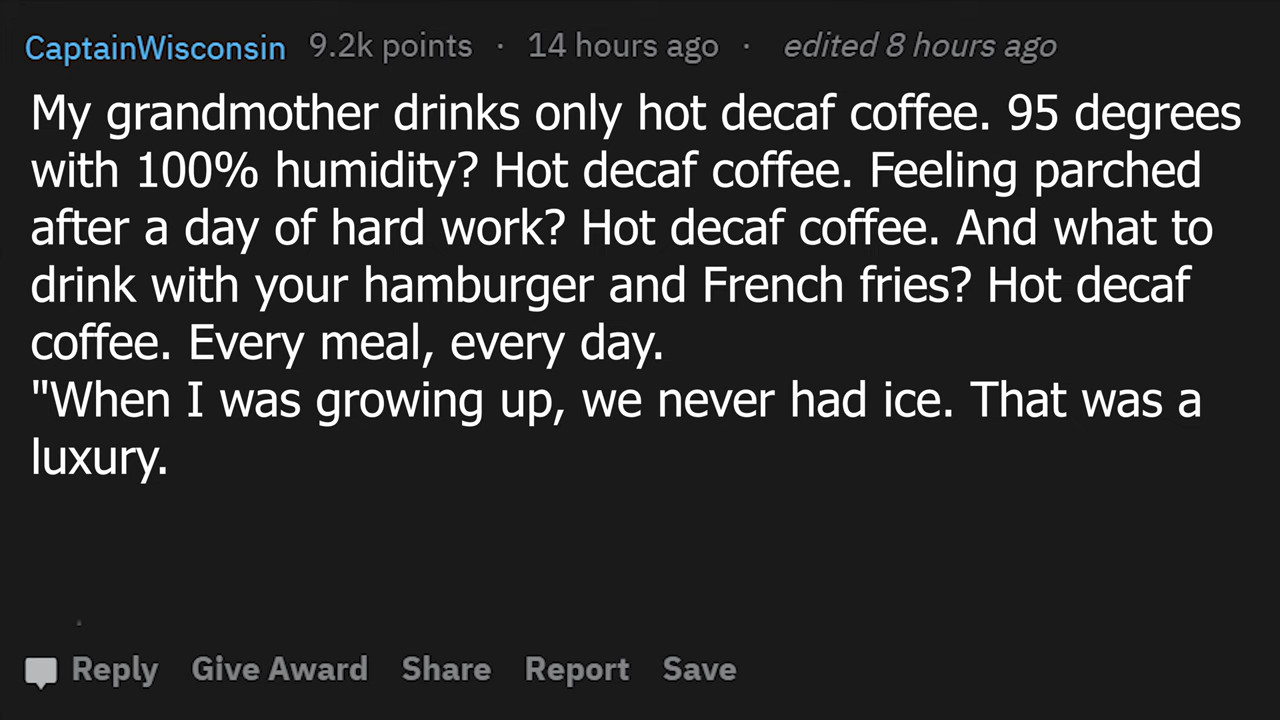 CaptainWisconsin 9.2k points · 14 hours ago · edited 8 hours ago
My grandmother drinks only hot decaf coffee. 95 degrees
with 100% humidity? Hot decaf coffee. Feeling parched
after a day of hard work? Hot decaf coffee. And what to
drink with your hamburger and French fries? Hot decaf
coffee. Every meal, every day.
"When I was growing up, we never had ice. That was a
luxury.
Reply Give Award Share Report Save